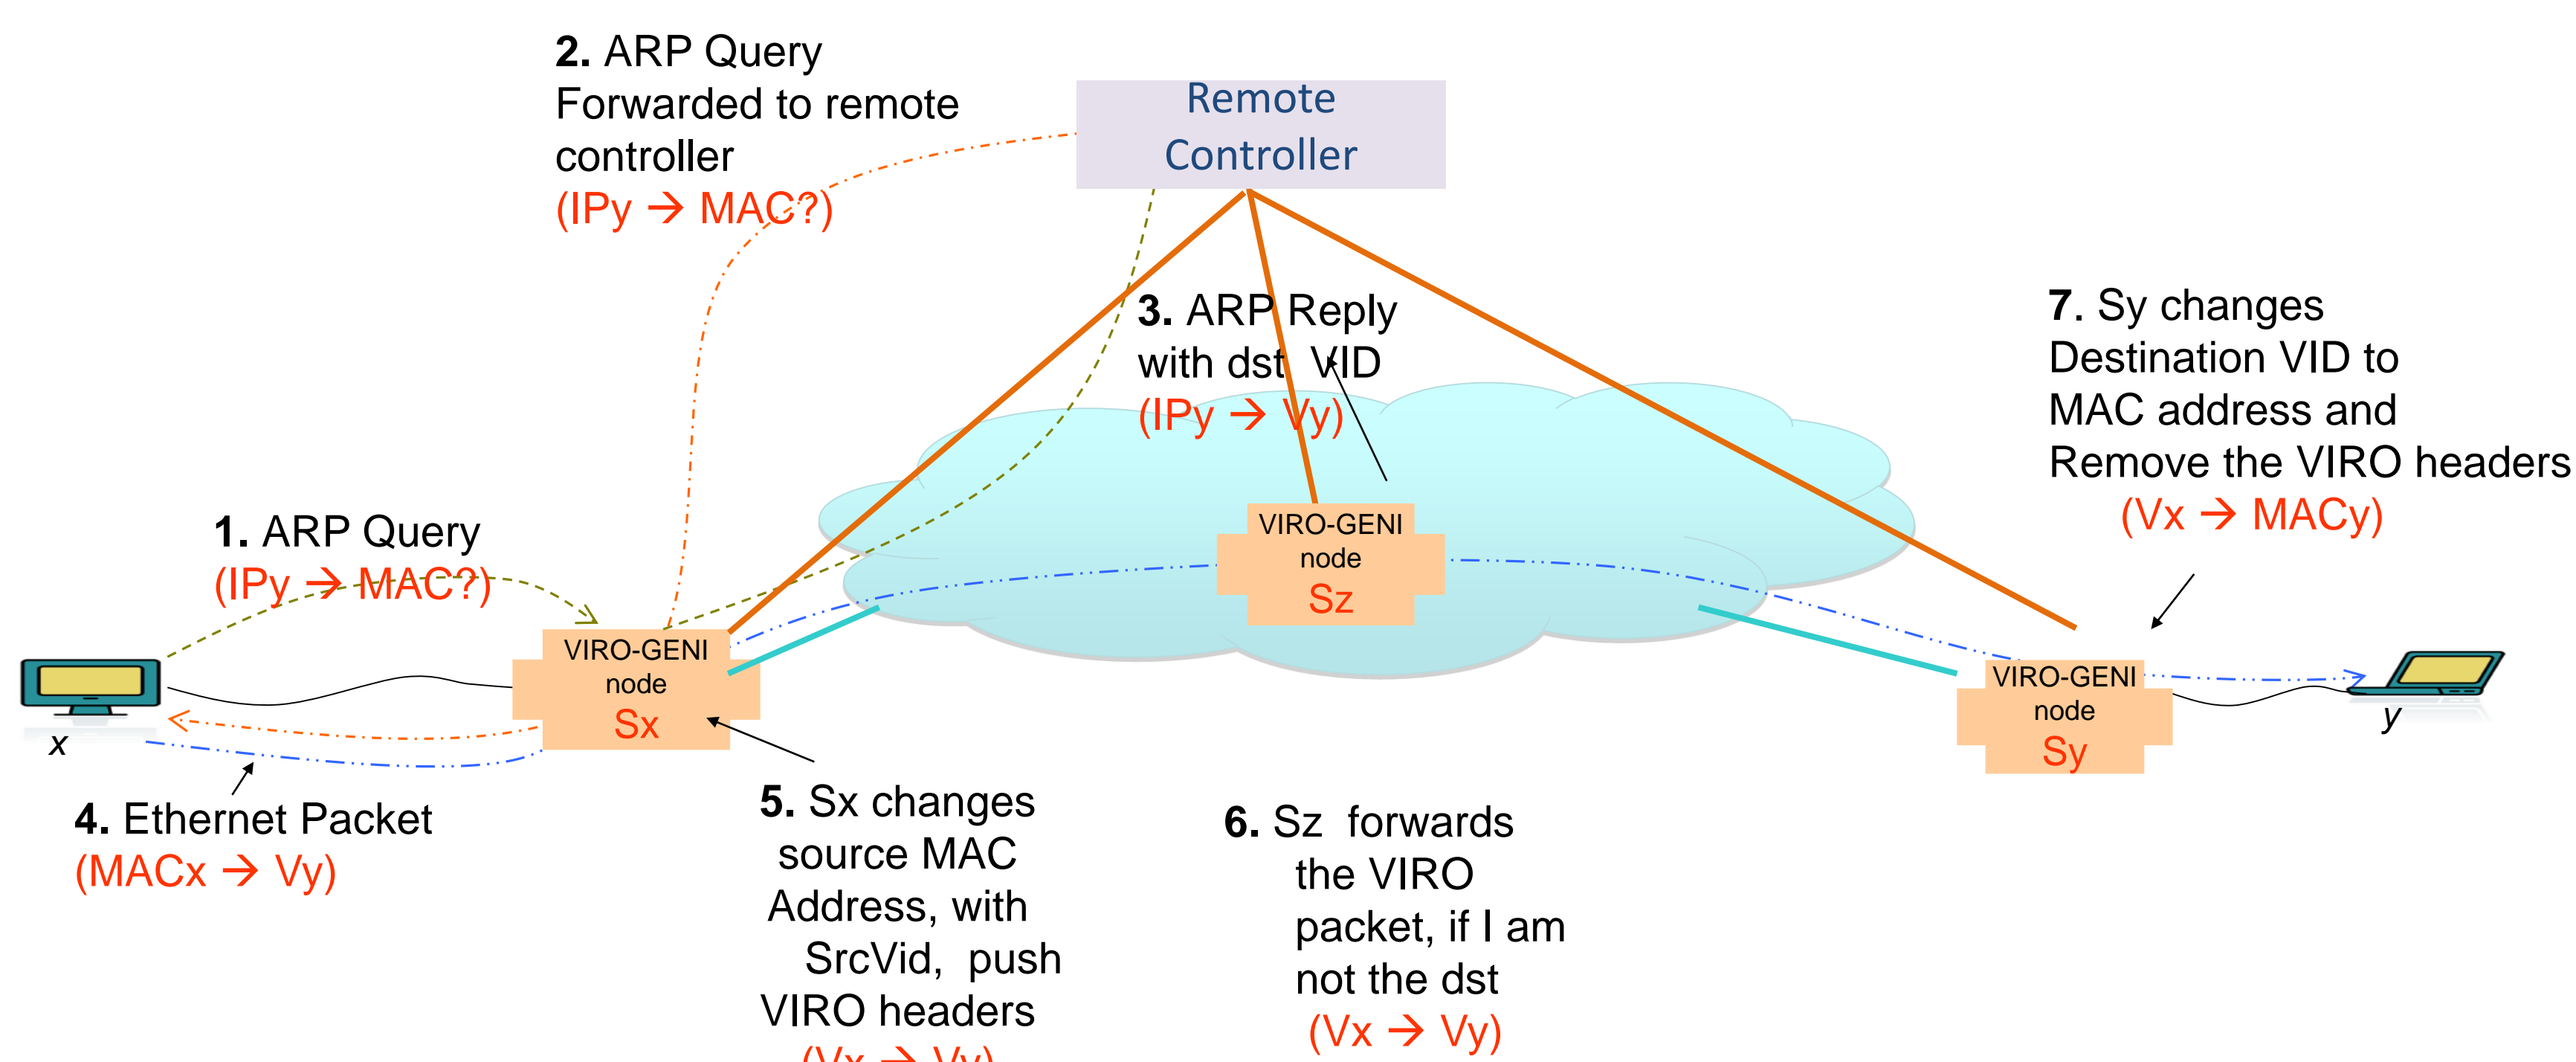 2. ARP Query
Forwarded to remote
controller
(IPy → MAC?)
Remote
Controller
3. ARP Reply
with dst VID
(IPy → Vy)
7. Sy changes
Destination VID to
MAC address and
Remove the VIRO headers
(Vx → MACy)
1. ARP Query
(IPy → MAC?)
VIRO-GENI
node
Sz
VIRO-GENI
node
Sx
VIRO-GENI
node
Sy
x
y
4. Ethernet Packet
(MACx → Vy)
5. Sx changes
source MAC
Address, with
SrcVid, push
VIRO headers
(Vx → Vy)
6. Sz forwards
the VIRO
packet, if I am
not the dst
(Vx → Vy)